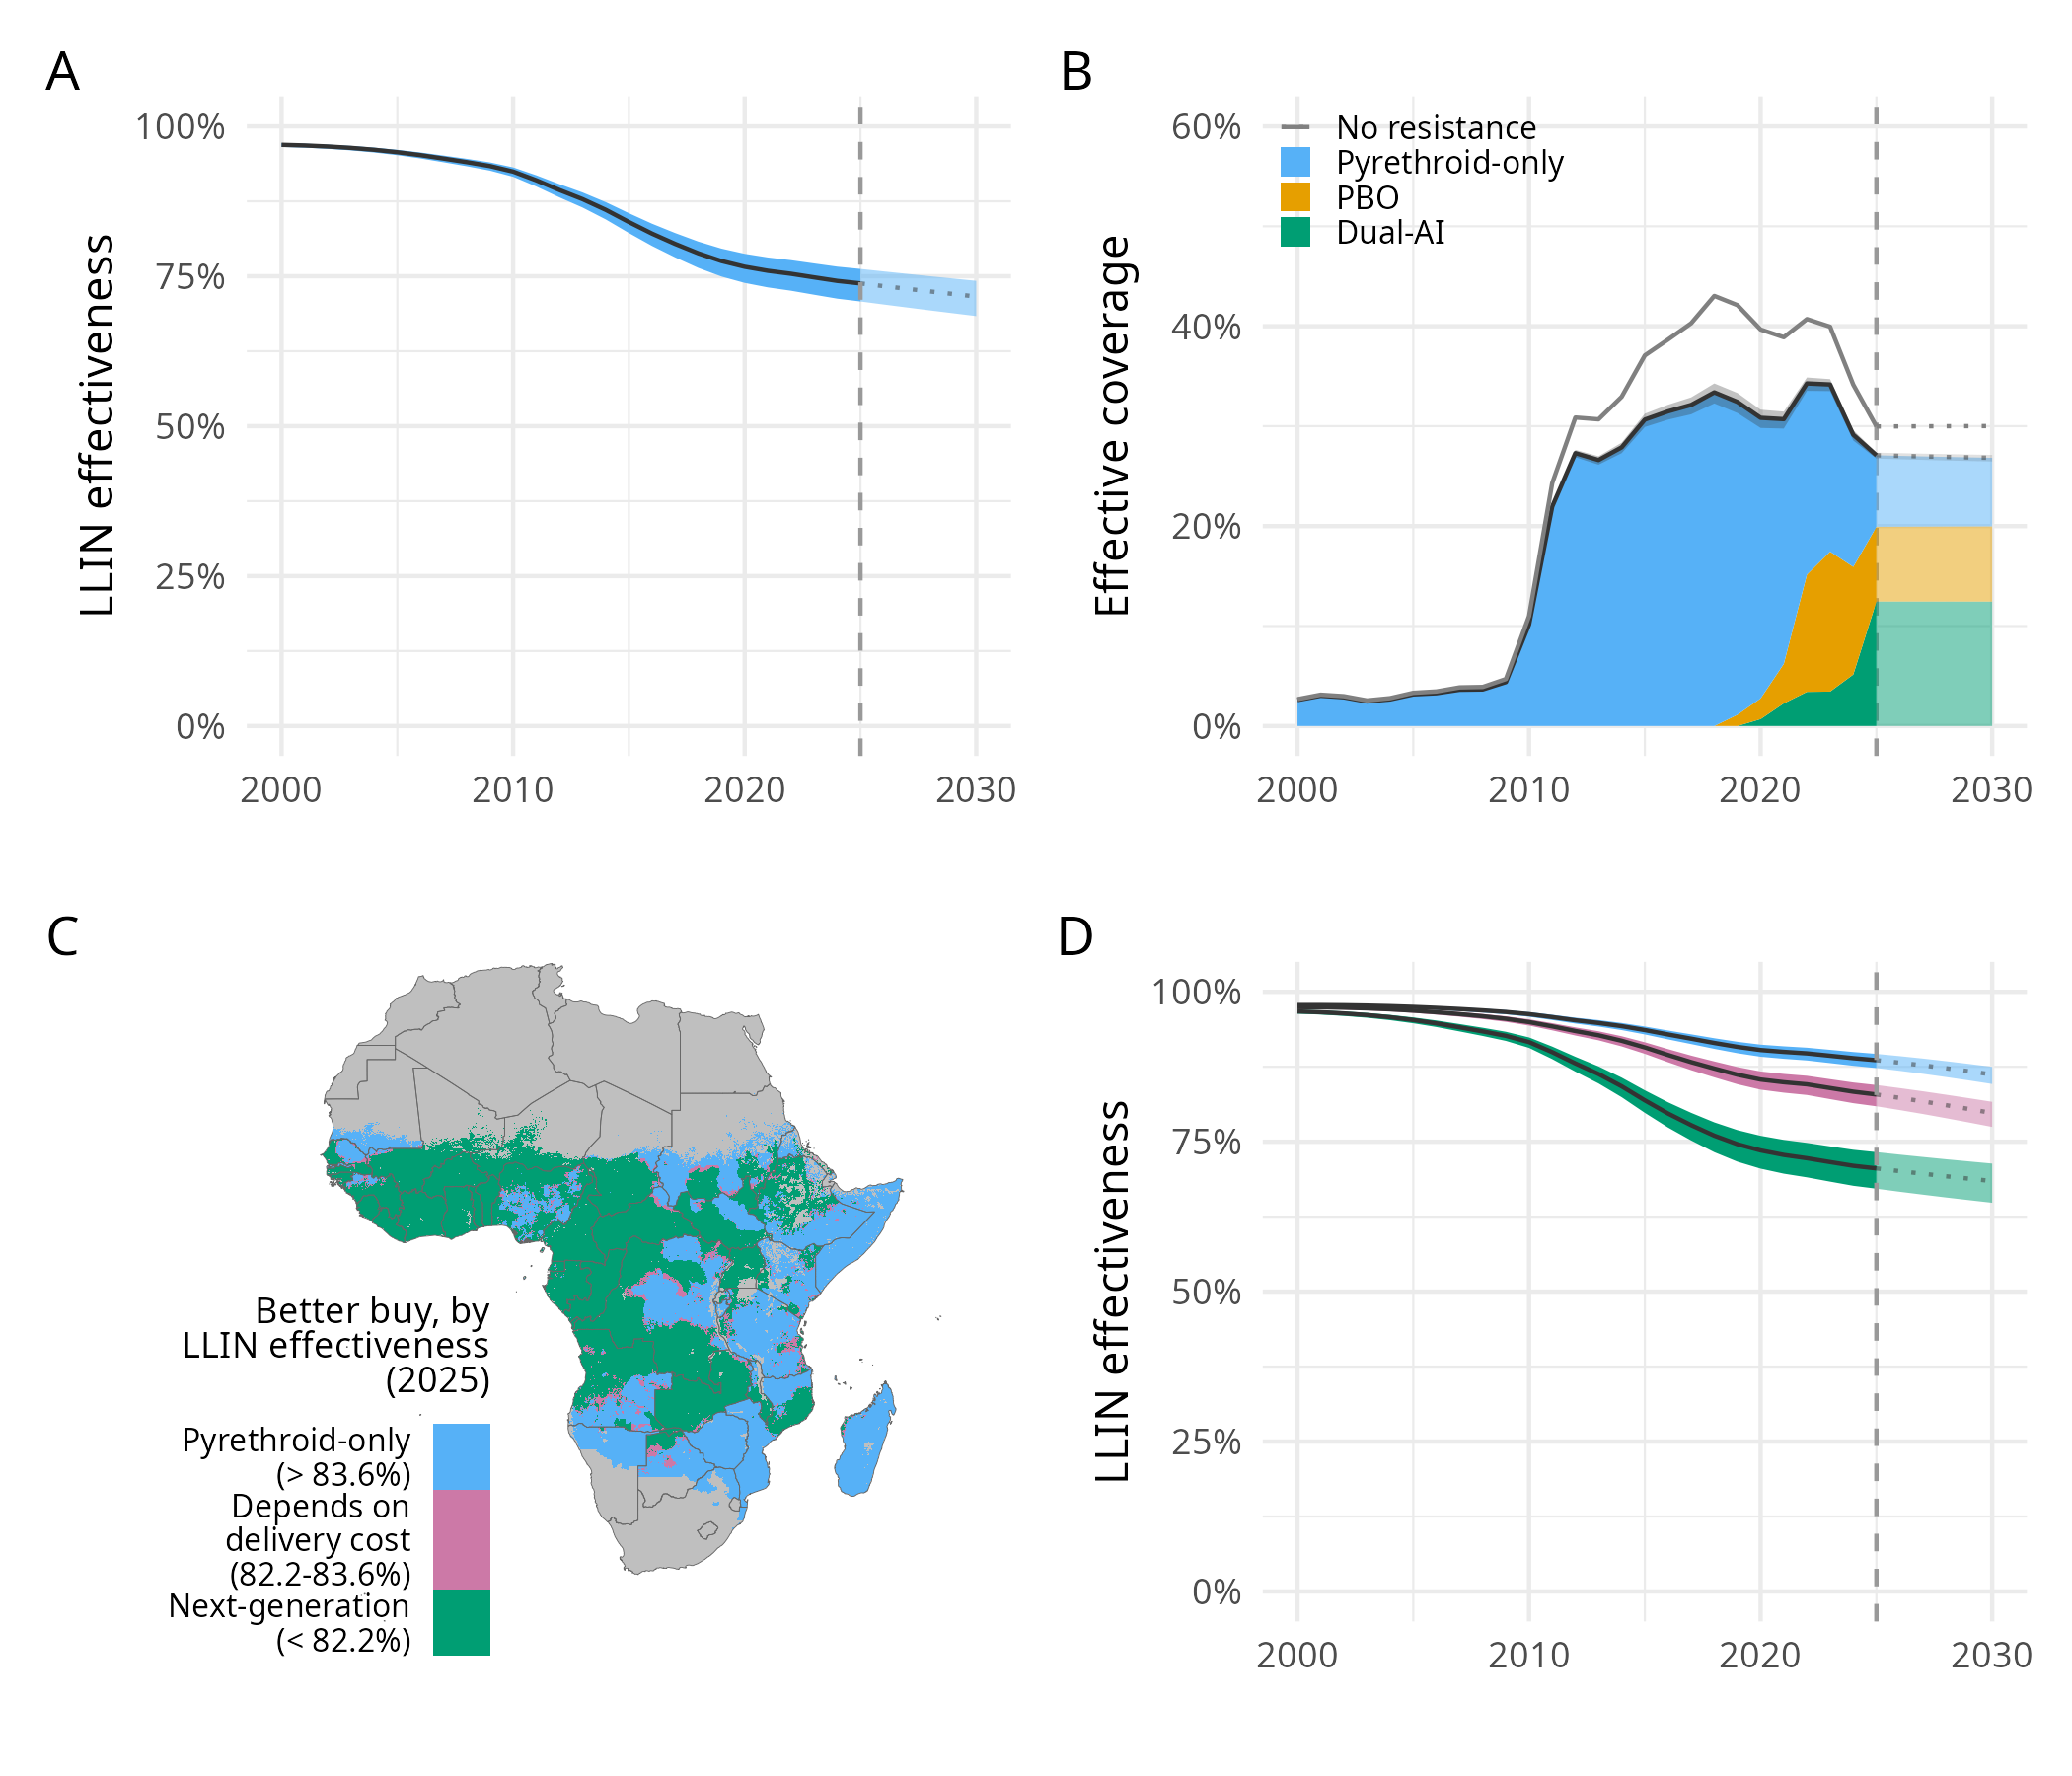 A
LLIN effectiveness
100%
75%
50%
25%
0%
2000
2010
2020
2030
B
Effective coverage
60%
40%
20%
0%
No resistance
Pyrethroid-only
PBO
Dual-AI
2000
2010
2020
2030
C
Better buy, by
LLIN effectiveness
(2025)
Pyrethroid-only
(> 83.6%)
Depends on
delivery cost
(82.2-83.6%)
Next-generation
(< 82.2%)
D
LLIN effectiveness
100%
75%
50%
25%
0%
2000
2010
2020
2030